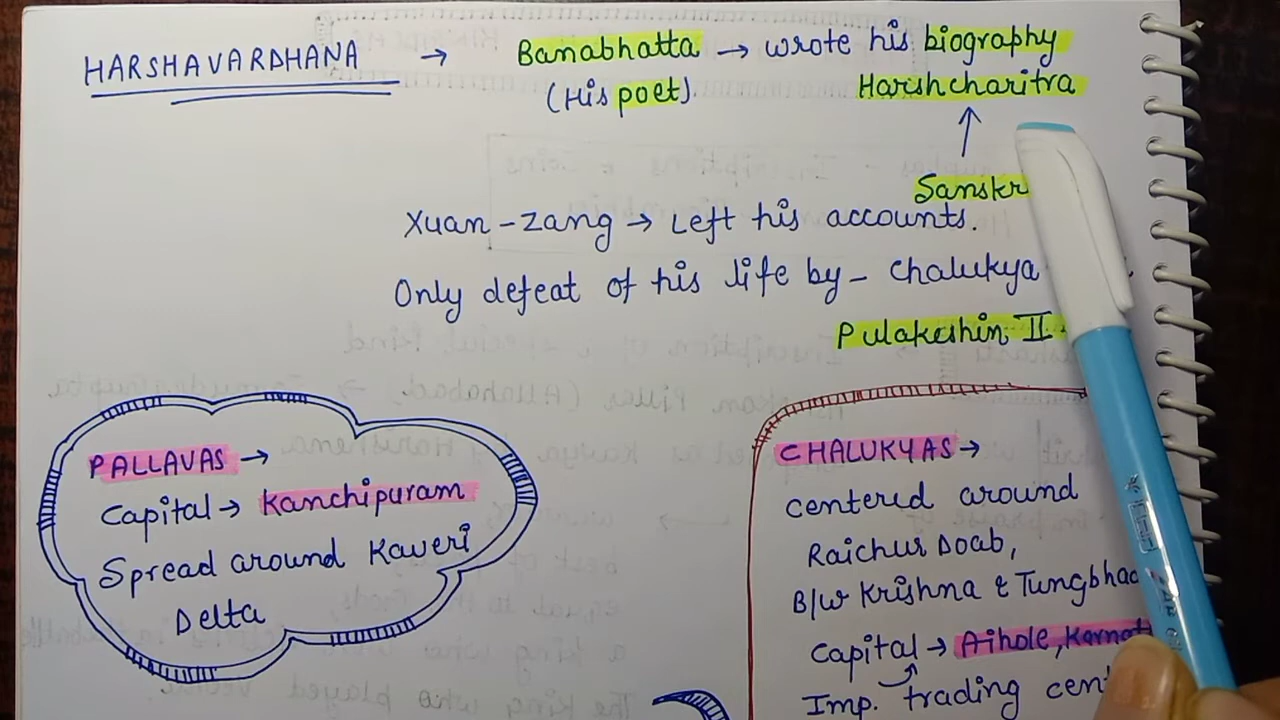 HARSHAVARDHANA → Banabhatta → wrote his biography
(His poet). Harshcharitra
Sanskr
Xuan-Zang → Left his accounts.
Only defeat of his life by - Chalukya
Pulakeshin II
PALLAVAS →
Capital → Kanchipuram
Spread around Kaveri
Delta
CHALUKYAS →
centered around
Raichur Doab,
B/w Krishna & Tungbhad
Capital → Aihole, Karnat
Imp. trading cent